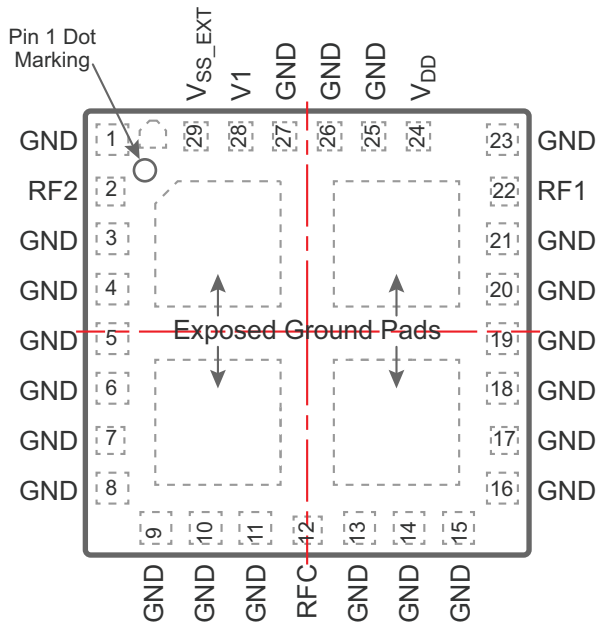 Pin 1 Dot
Marking
VSS_EXT
V1
GND
GND
GND
VDD
29
28
27
26
25
24
GND 1
23 GND
RF2 2
22 RF1
GND 3
21 GND
GND 4
20 GND
Exposed Ground Pads
GND 5
19 GND
GND 6
18 GND
GND 7
17 GND
GND 8
16 GND
9
10
11
12
13
14
15
GND
GND
GND
RFC
GND
GND
GND